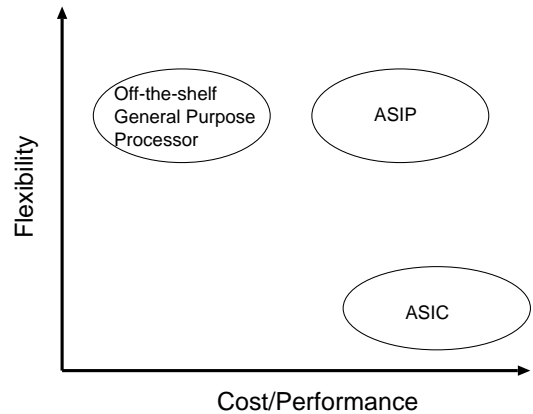 Off-the-shelf
General Purpose
Processor
ASIP
Flexibility
ASIC
Cost/Performance